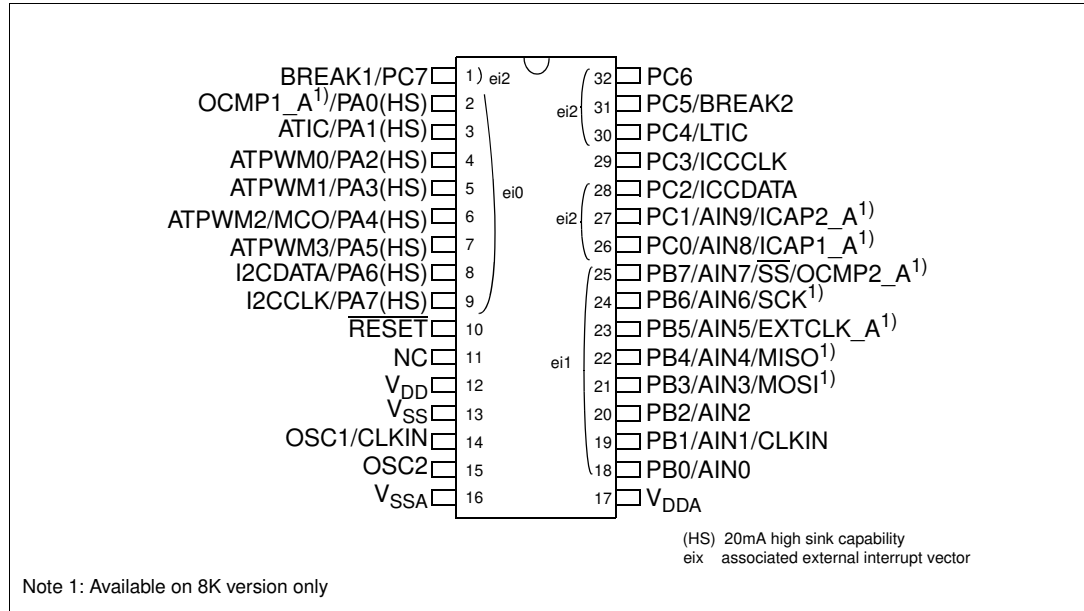 BREAK1/PC7 1 ) ei2
OCMP1_A1)/PA0(HS) 2
ATIC/PA1(HS) 3
ATPWM0/PA2(HS) 4
ATPWM1/PA3(HS) 5
ATPWM2/MCO/PA4(HS) 6
ATPWM3/PA5(HS) 7
I2CDATA/PA6(HS) 8
I2CCLK/PA7(HS) 9
ei0
RESET 10
NC 11
VDD 12
VSS 13
OSC1/CLKIN 14
OSC2 15
VSSA 16
32 PC6
31 PC5/BREAK2
ei2
30 PC4/LTIC
29 PC3/ICCCLK
28 PC2/ICCDATA
27 PC1/AIN9/ICAP2_A1)
ei2
26 PC0/AIN8/ICAP1_A1)
25 PB7/AIN7/SS/OCMP2_A1)
24 PB6/AIN6/SCK1)
23 PB5/AIN5/EXTCLK_A1)
22 PB4/AIN4/MISO1)
ei1
21 PB3/AIN3/MOSI1)
20 PB2/AIN2
19 PB1/AIN1/CLKIN
18 PB0/AIN0
17 VDDA
(HS) 20mA high sink capability
eix associated external interrupt vector
Note 1: Available on 8K version only